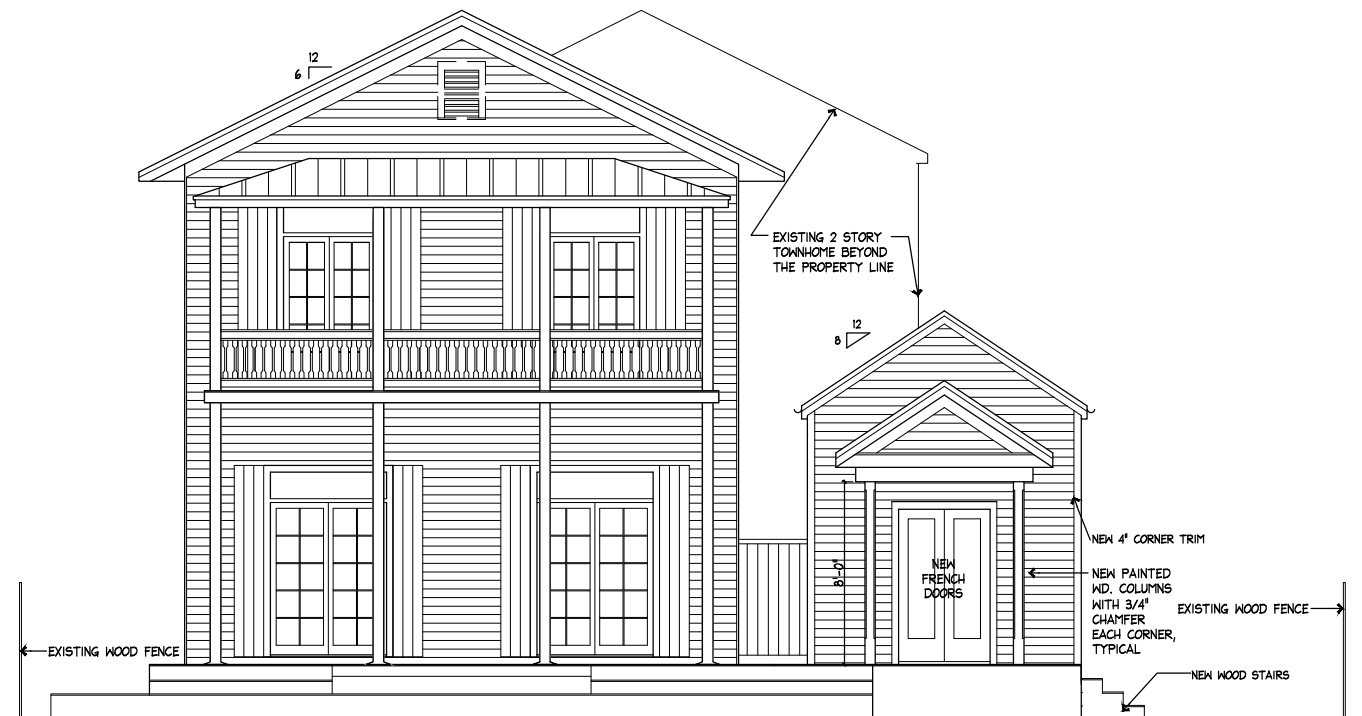 12
6
EXISTING 2 STORY
TOWNHOME BEYOND
THE PROPERTY LINE
12
8
NEW 4" CORNER TRIM
8'-0"
NEW
FRENCH
DOORS
NEW PAINTED
WD. COLUMNS
WITH 3/4"
CHAMFER
EACH CORNER,
TYPICAL
EXISTING WOOD FENCE
EXISTING WOOD FENCE
NEW WOOD STAIRS